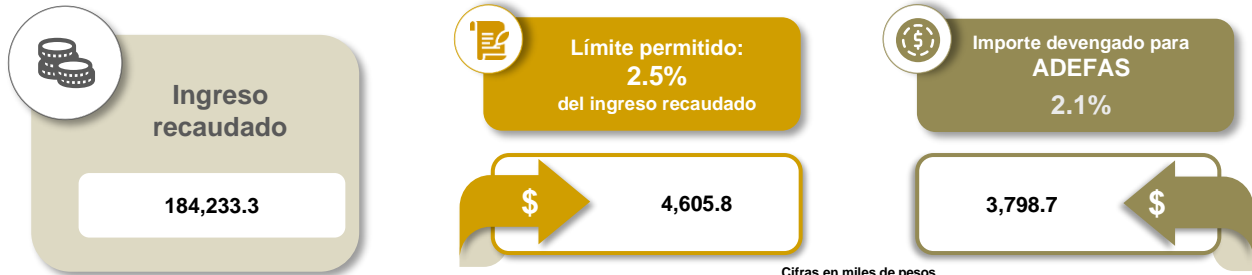 Ingreso
recaudado
184,233.3
Límite permitido:
2.5%
del ingreso recaudado
$
4,605.8
Importe devengado para
ADEFAS
2.1%
3,798.7
$
Cifras en miles de pesos